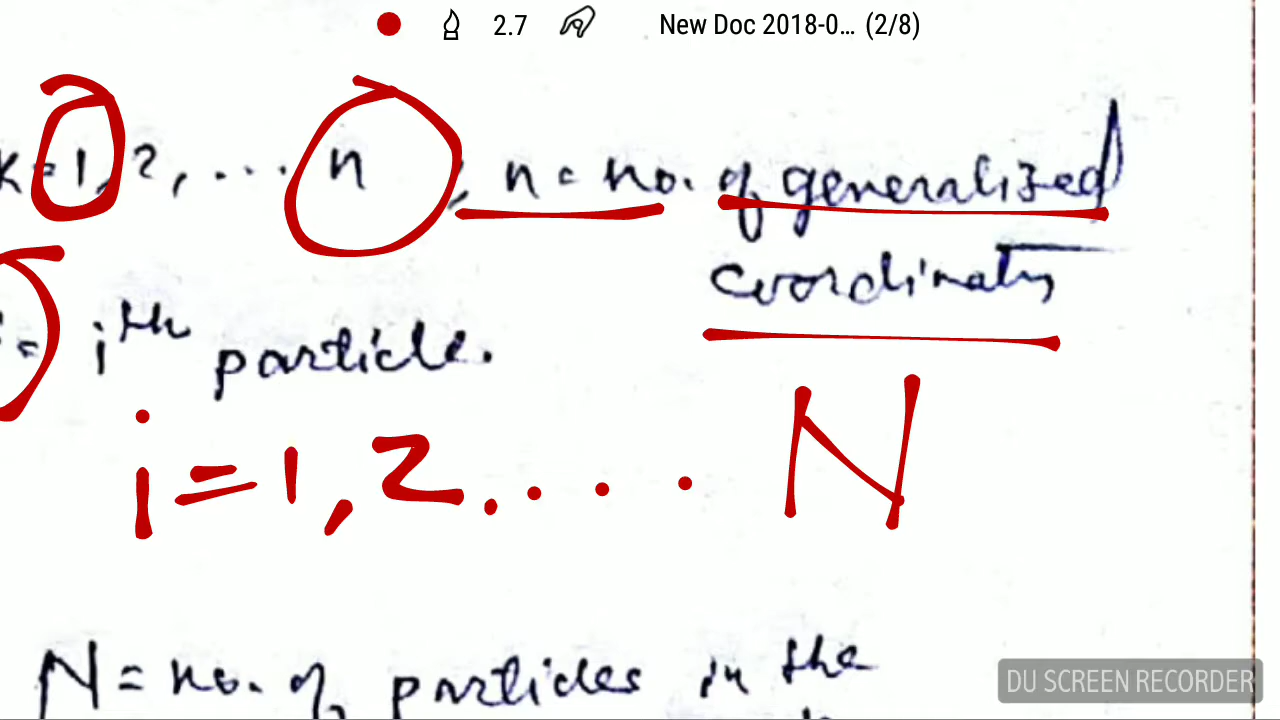 2.7 New Doc 2018-0... (2/8)
K=1, 2, ... n, n = no. of generalized
coordinates
= ith particle.
i = 1, 2, . . . . N
N = no. of particles in the
DU SCREEN RECORDER